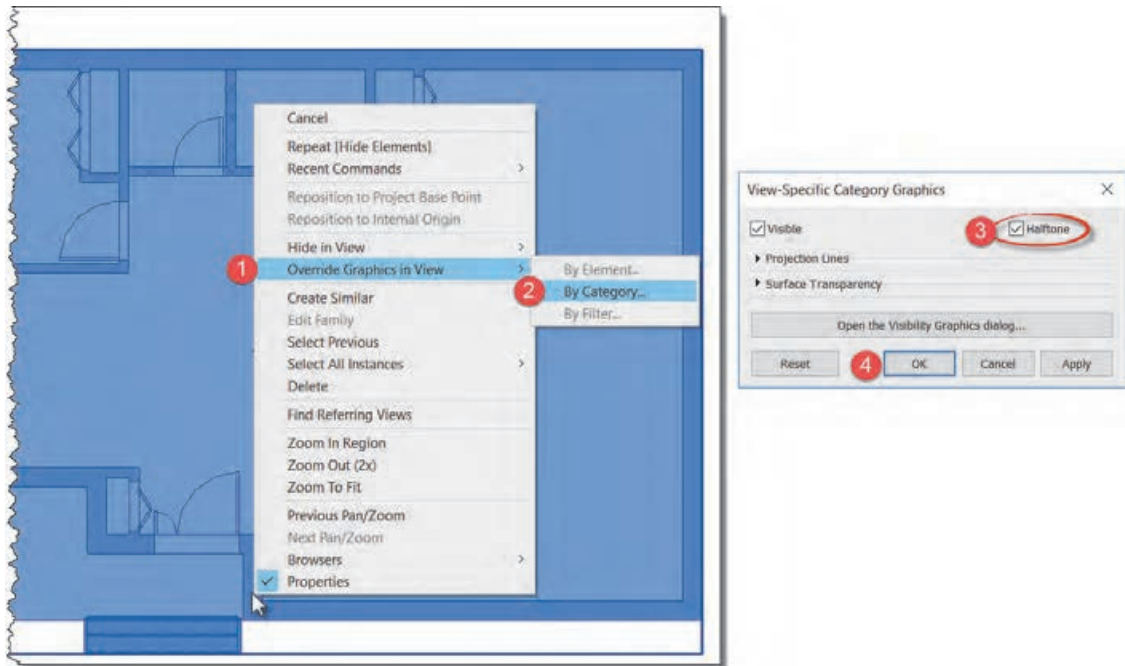 Cancel
Repeat [Hide Elements]
Recent Commands
Reposition to Project Base Point
Reposition to Internal Origin
Hide in View
1
Override Graphics in View
Create Similar
Edit Family
Select Previous
Select All Instances
Delete
Find Referring Views
Zoom In Region
Zoom Out (2x)
Zoom To Fit
Previous Pan/Zoom
Next Pan/Zoom
Browsers
Properties
By Element...
2
By Category...
By Filter...
View-Specific Category Graphics
Visible
3
Halftone
Projection Lines
Surface Transparency
Open the Visibility Graphics dialog...
Reset
4
OK
Cancel
Apply